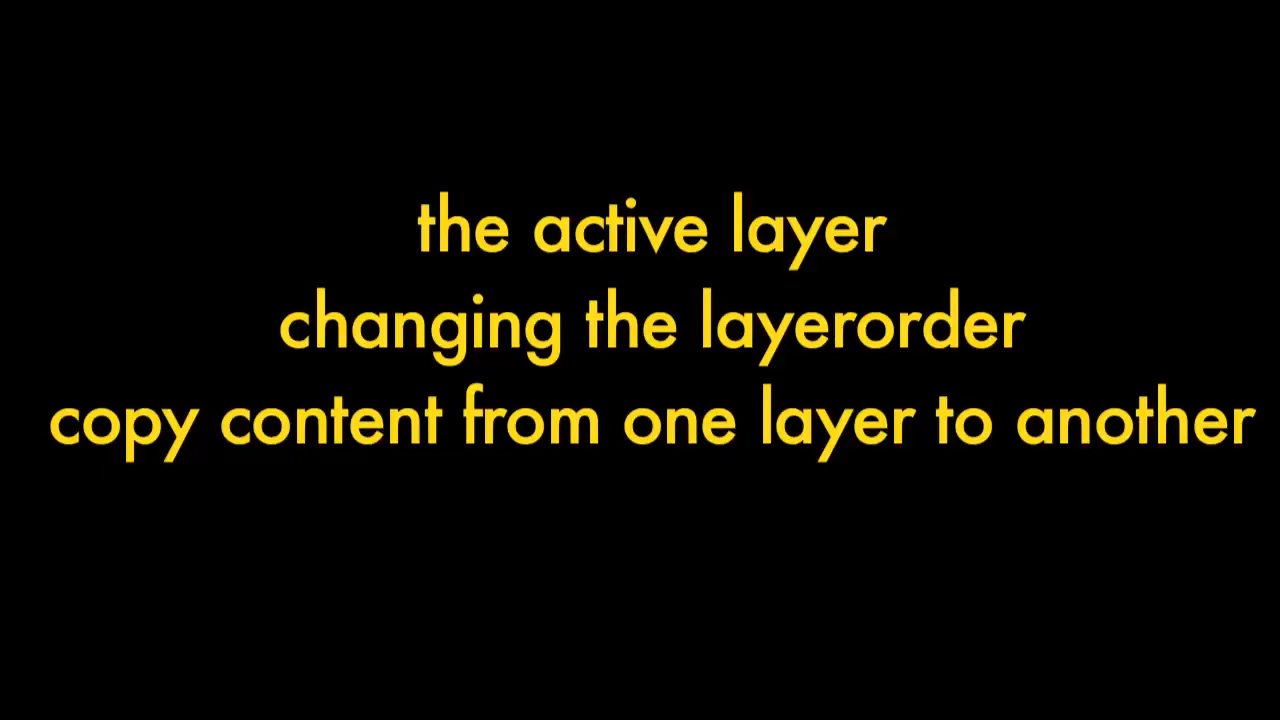 the active layer
changing the layerorder
copy content from one layer to another